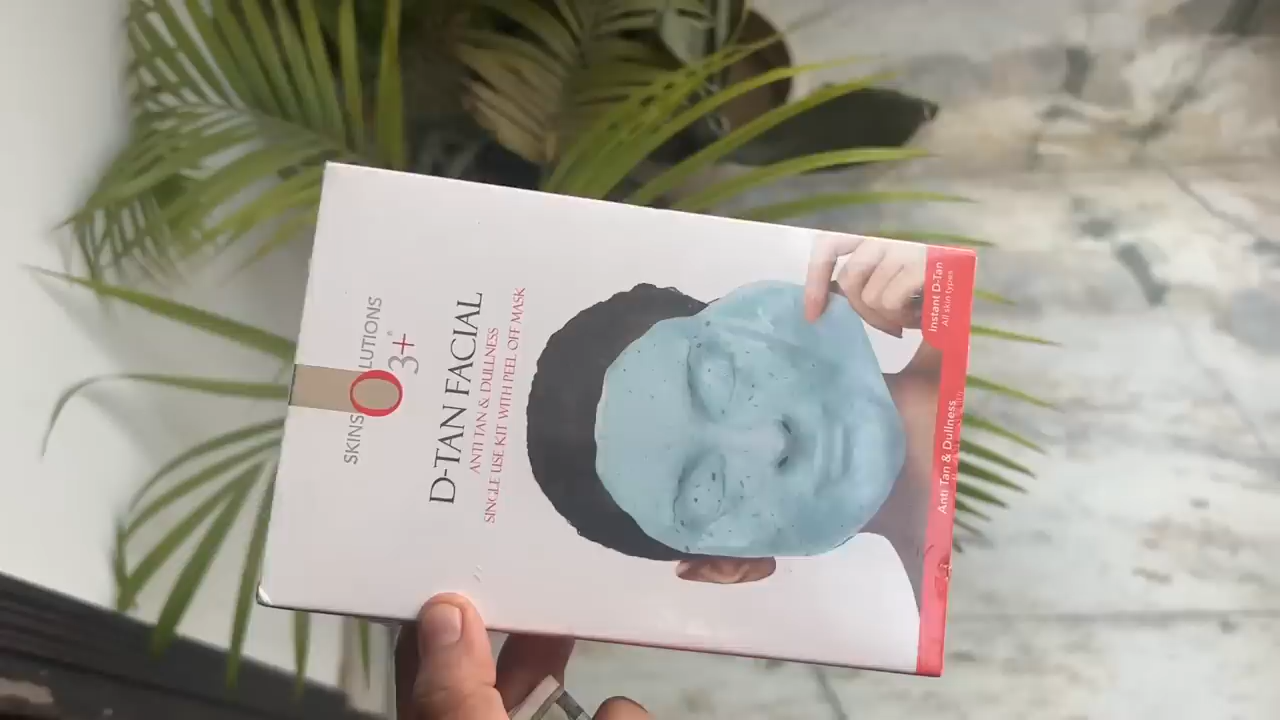 SKINSOLUTIONS
3+
D-TAN FACIAL
ANTI TAN & DULLNESS
SINGLE USE KIT WITH PEEL OFF MASK
Anti Tan & Dullness
Instant D-Tan
All skin types